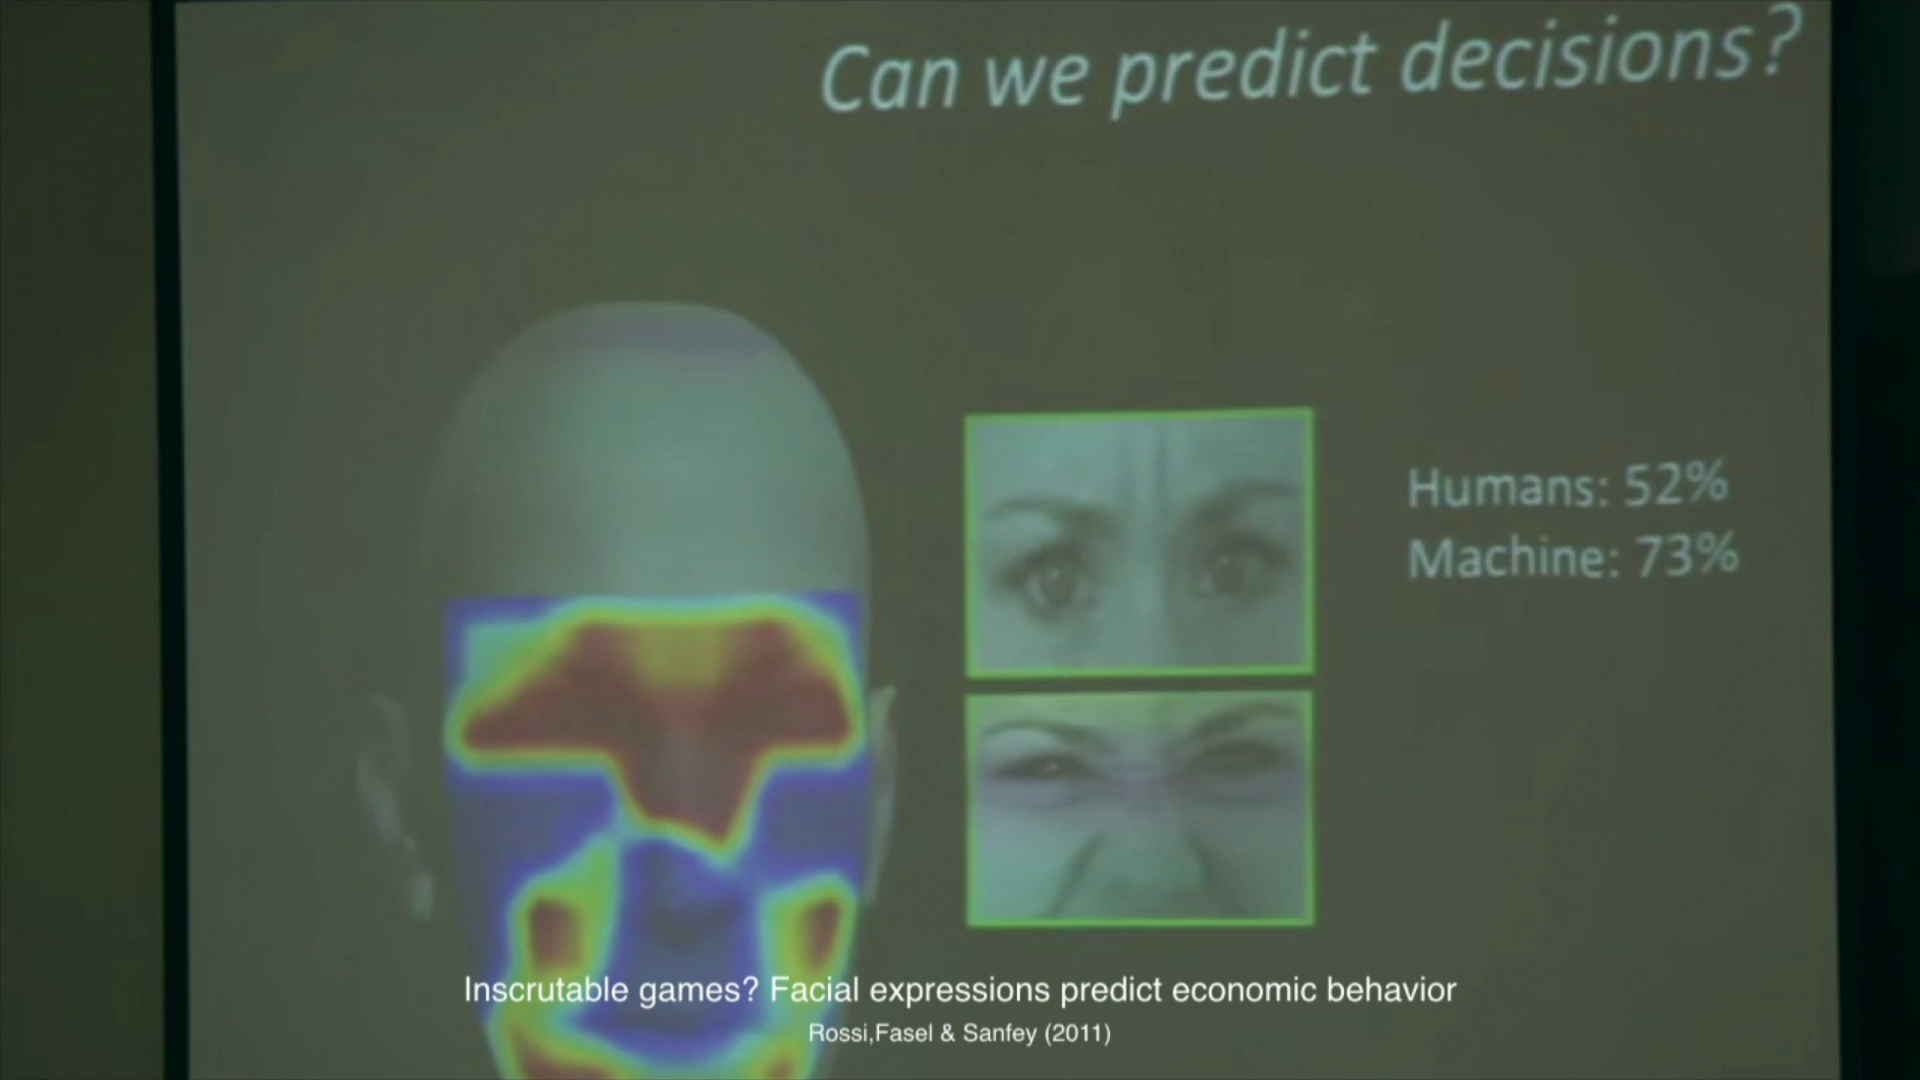 Can we predict decisions?
Humans: 52%
Machine: 73%
Inscrutable games? Facial expressions predict economic behavior
Rossi,Fasel & Sanfey (2011)